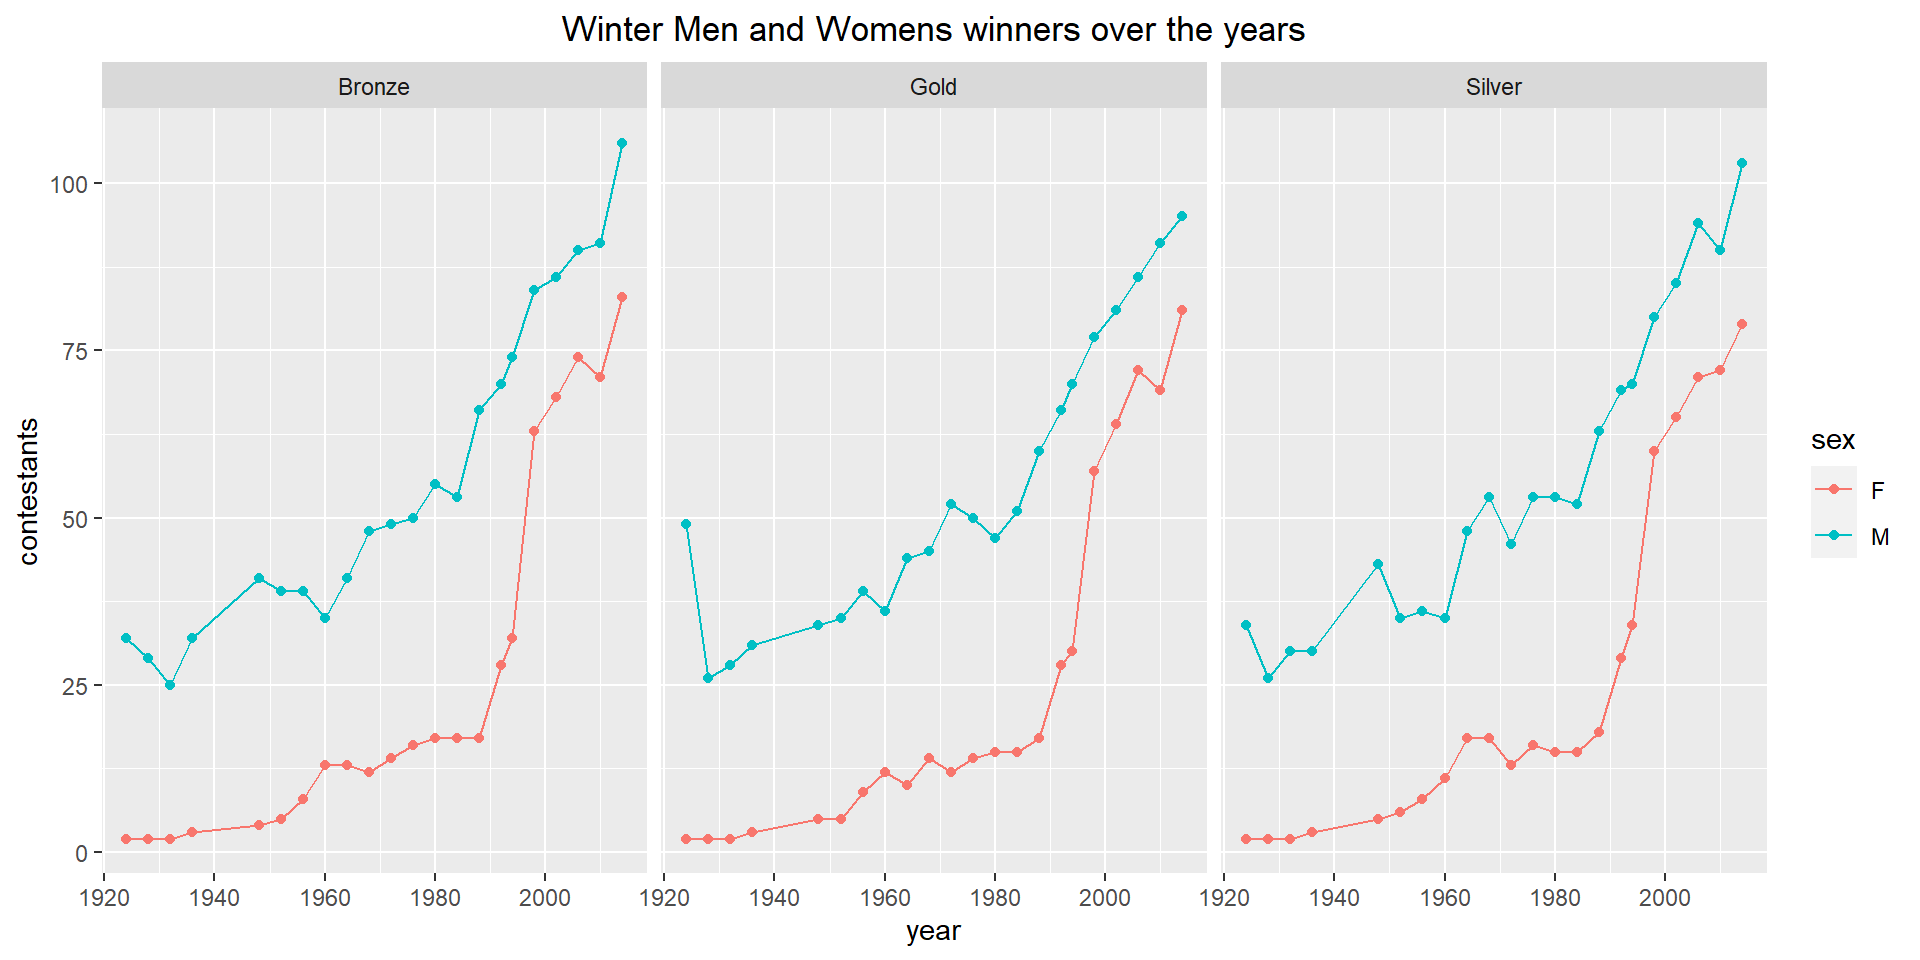 Winter Men and Womens winners over the years
Bronze Gold Silver
100
75
50
25
0
contestants
1920 1940 1960 1980 2000 1920 1940 1960 1980 2000 1920 1940 1960 1980 2000
year
sex
F
M